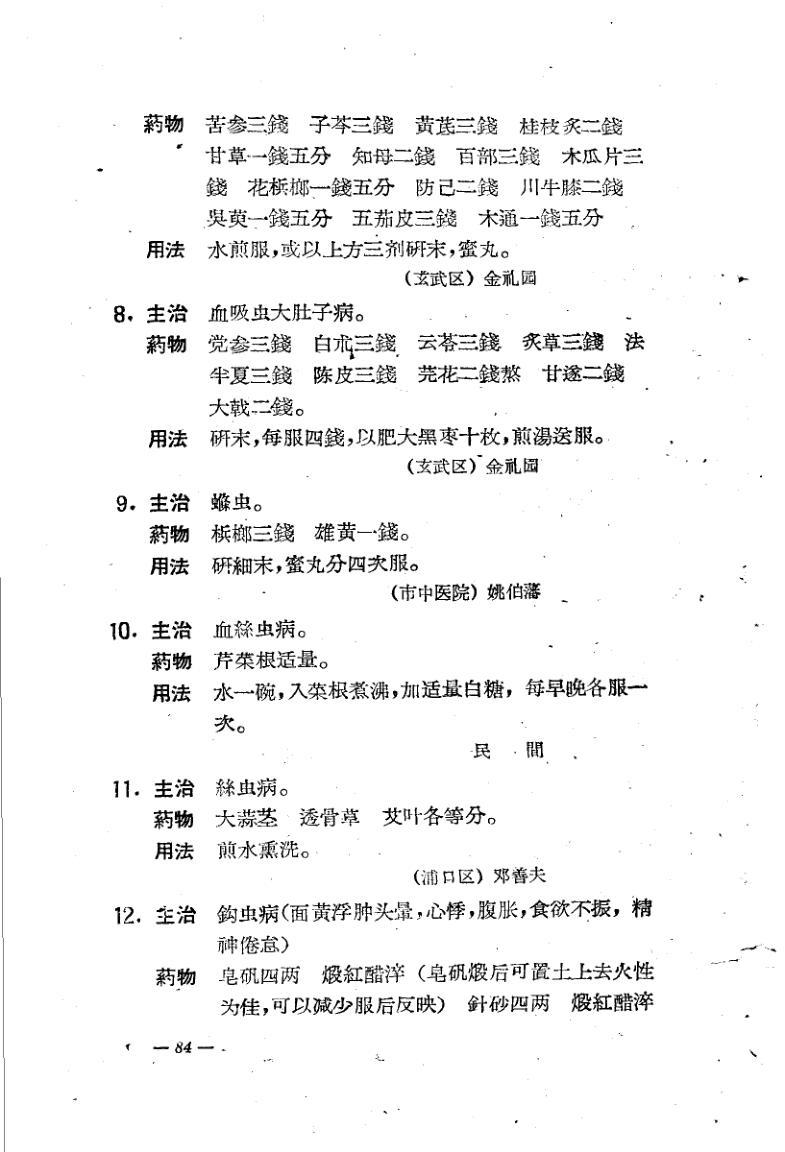 葯物 苦参三錢 子芩三錢 黃芪三錢 桂枝炙二錢
甘草一錢五分 知母二錢 百部三錢 木瓜片三
錢 花梹榔一錢五分 防己二錢 川牛膝二錢
吳萸一錢五分 五茄皮三錢 木通一錢五分
用法 水煎服,或以上方三剂研末,蜜丸。
(玄武区) 金礼园
8. 主治 血吸虫大肚子病。
葯物 党参三錢 白朮三錢 云苓三錢 炙草三錢 法
半夏三錢 陈皮三錢 芫花二錢熬 甘遂二錢
大戟二錢。
用法 研末,每服四錢,以肥大黑枣十枚,煎湯送服。
(玄武区) 金礼园
9. 主治 蟯虫。
葯物 梹榔三錢 雄黃一錢。
用法 研細末,蜜丸分四次服。
(市中医院) 姚伯藩
10. 主治 血絲虫病。
葯物 芹菜根适量。
用法 水一碗,入菜根煮沸,加适量白糖, 每早晚各服一
次。
民 間
11. 主治 絲虫病。
葯物 大蒜茎 透骨草 艾叶各等分。
用法 煎水熏洗。
(浦口区) 邓善夫
12. 主治 鈎虫病(面黃浮肿头暈,心悸,腹胀,食欲不振, 精
神倦怠)
葯物 皂矾四两 煅紅醋淬 (皂矾煅后可置土上去火性
为佳,可以减少服后反映) 針砂四两 煅紅醋淬
— 84 —